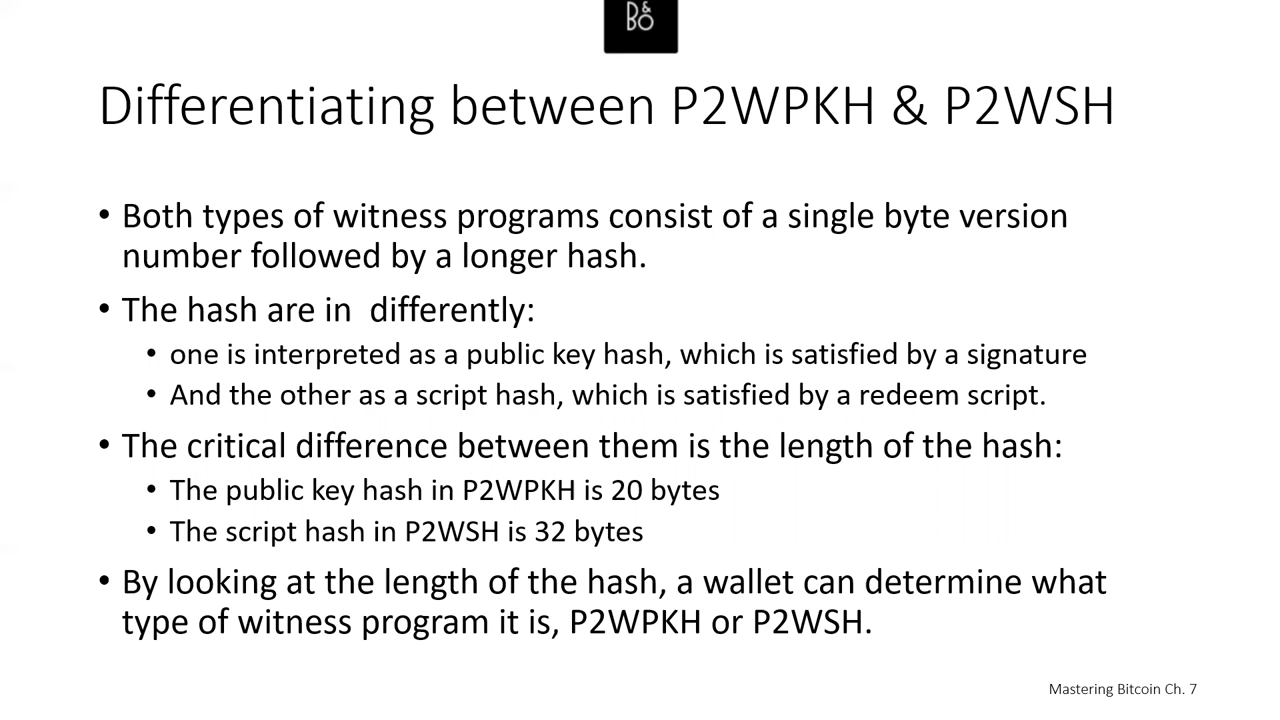 B&O
Differentiating between P2WPKH & P2WSH
• Both types of witness programs consist of a single byte version
number followed by a longer hash.
• The hash are in  differently:
• one is interpreted as a public key hash, which is satisfied by a signature
• And the other as a script hash, which is satisfied by a redeem script.
• The critical difference between them is the length of the hash:
• The public key hash in P2WPKH is 20 bytes
• The script hash in P2WSH is 32 bytes
• By looking at the length of the hash, a wallet can determine what
type of witness program it is, P2WPKH or P2WSH.
Mastering Bitcoin Ch. 7